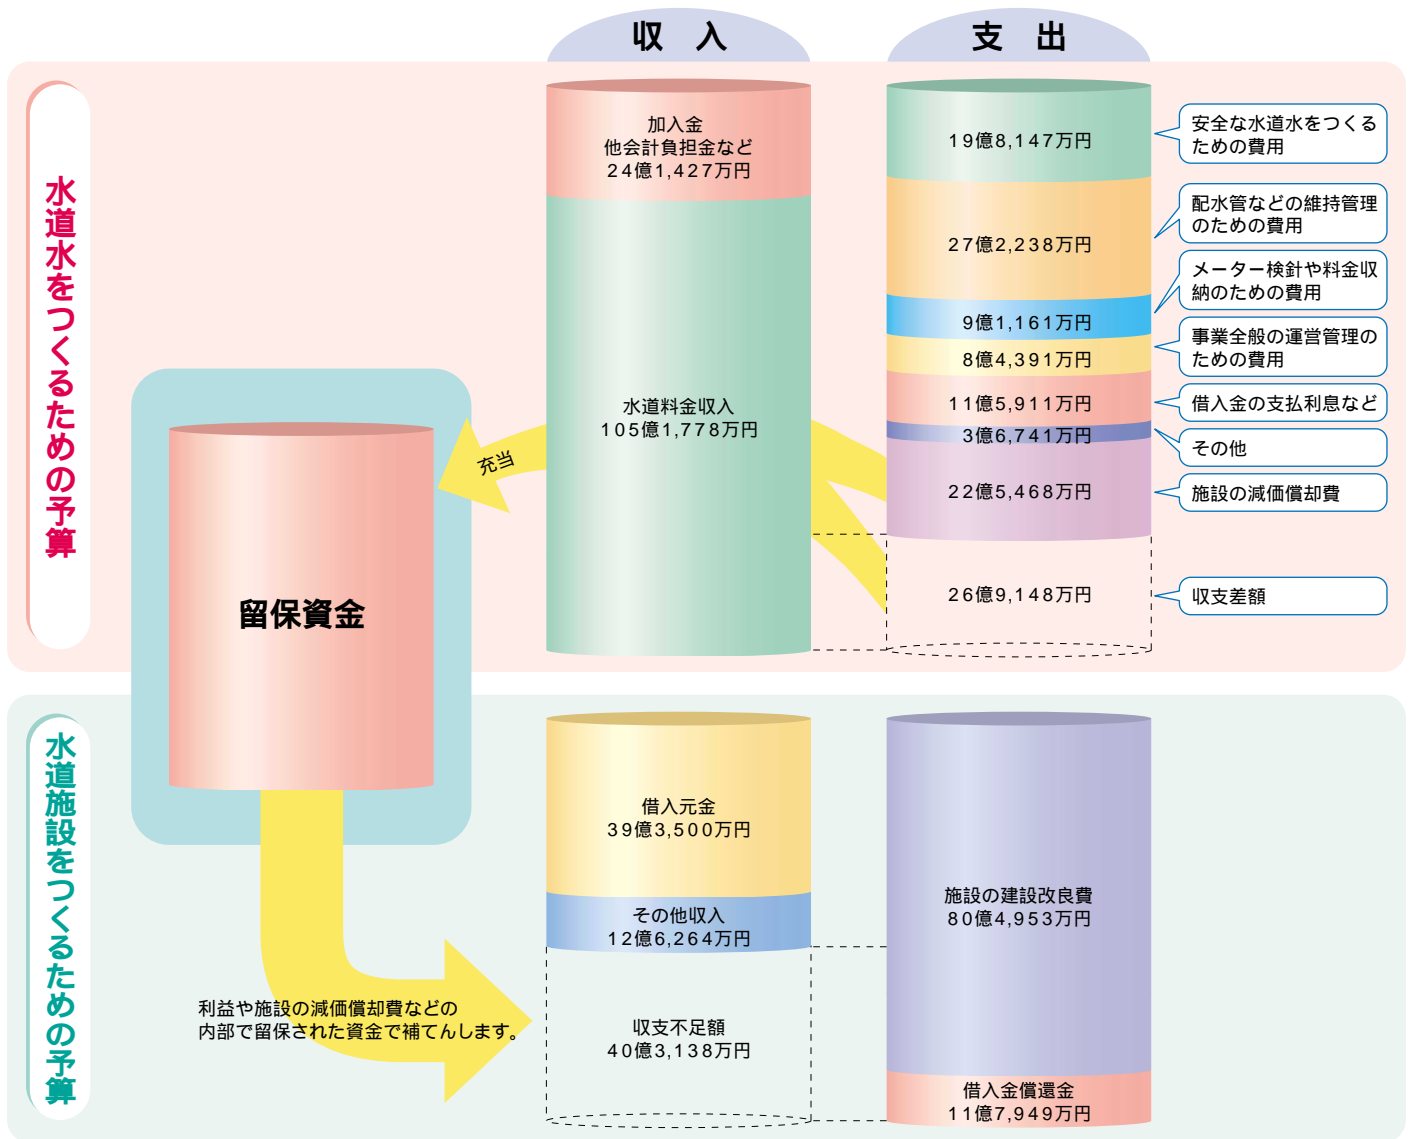 収 入
支 出
水道水をつくるための予算
加入金
他会計負担金など
24億1,427万円
水道料金収入
105億1,778万円
19億8,147万円
27億2,238万円
9億1,161万円
8億4,391万円
11億5,911万円
3億6,741万円
22億5,468万円
26億9,148万円
安全な水道水をつくる
ための費用
配水管などの維持管理
のための費用
メーター検針や料金収
納のための費用
事業全般の運営管理の
ための費用
借入金の支払利息など
その他
施設の減価償却費
収支差額
充当
留保資金
水道施設をつくるための予算
利益や施設の減価償却費などの
内部で留保された資金で補てんします。
借入元金
39億3,500万円
その他収入
12億6,264万円
収支不足額
40億3,138万円
施設の建設改良費
80億4,953万円
借入金償還金
11億7,949万円